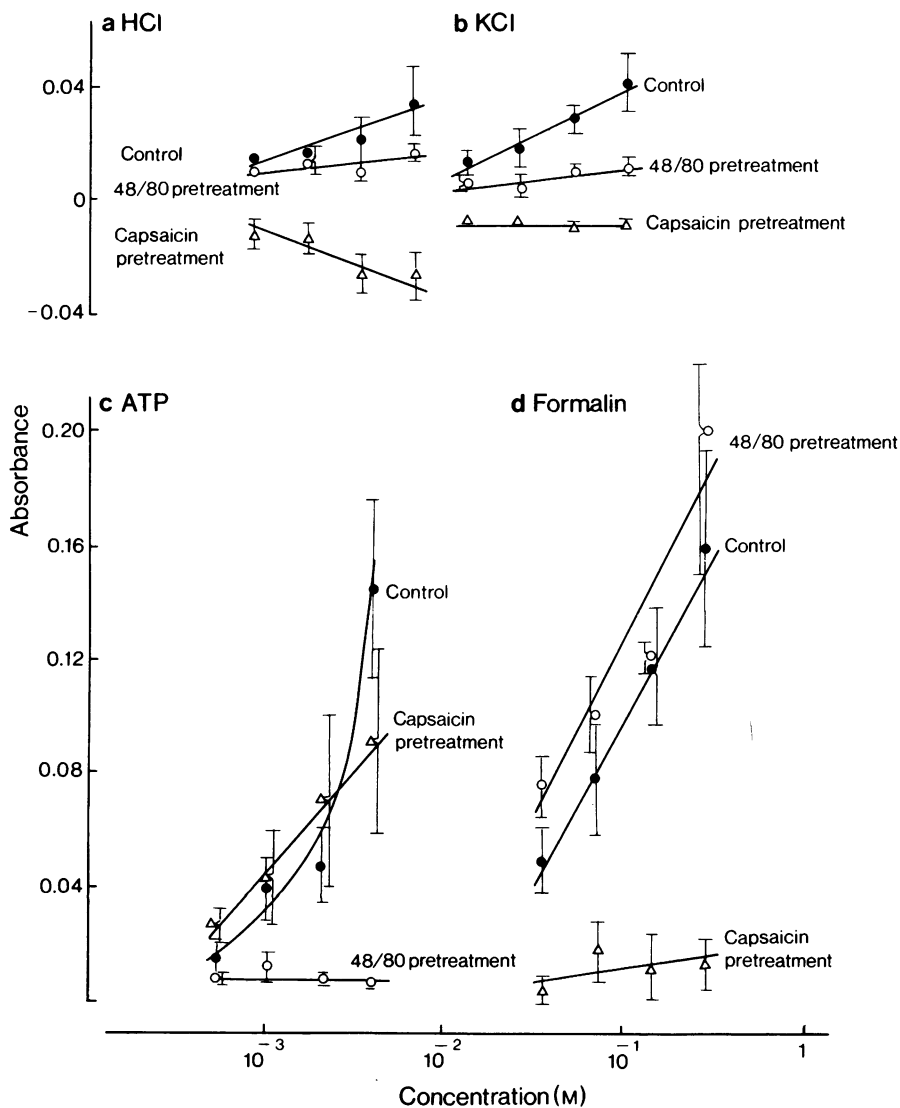 a HCl
b KCl
0.04
0
−0.04
Control
48/80 pretreatment
Capsaicin
pretreatment
Control
48/80 pretreatment
Capsaicin pretreatment
c ATP
d Formalin
Absorbance
0.20
0.16
0.12
0.08
0.04
Control
Capsaicin
pretreatment
48/80 pretreatment
48/80 pretreatment
Control
Capsaicin
pretreatment
10⁻³
10⁻²
10⁻¹
1
Concentration (M)